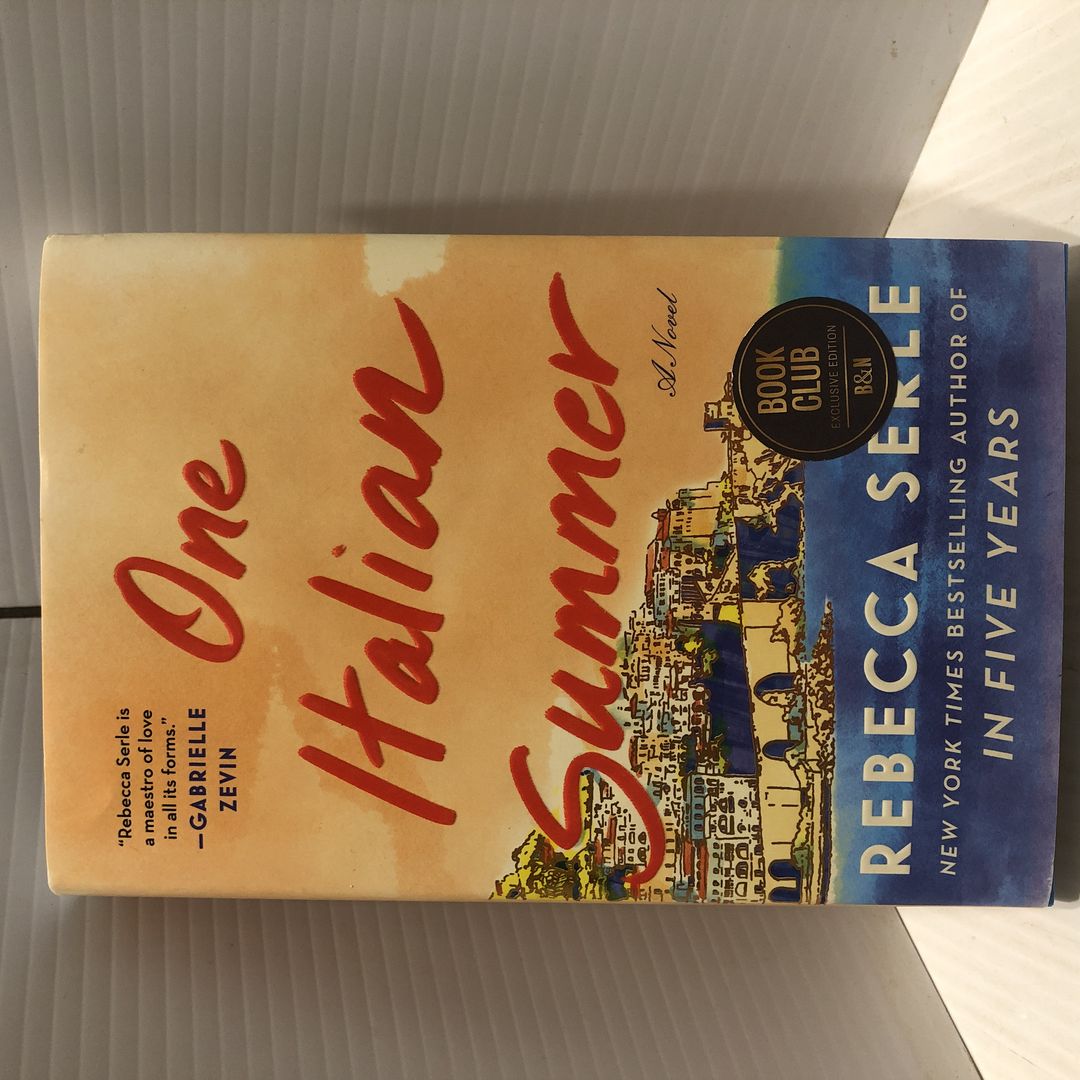 “Rebecca Serle is
a maestro of love
in all its forms.”
—GABRIELLE
ZEVIN
One
Italian
Summer
A Novel
BOOK
CLUB
EXCLUSIVE EDITION
B&N
REBECCA SERLE
NEW YORK TIMES BESTSELLING AUTHOR OF
IN FIVE YEARS